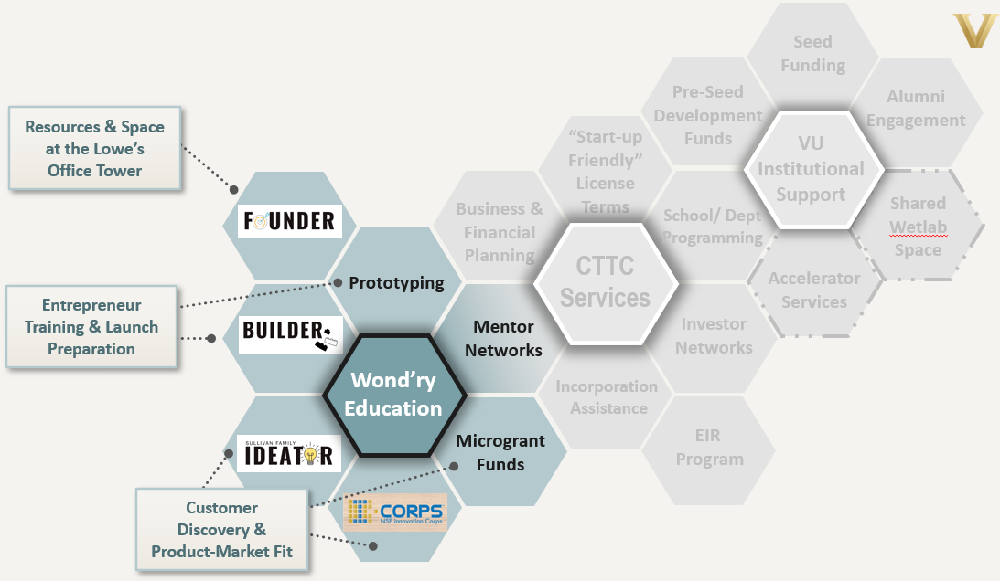 V
Seed
Funding
Alumni
Engagement
Pre-Seed
Development
Funds
VU
Institutional
Support
“Start-up
Friendly”
License
Terms
Resources & Space
at the Lowe’s
Office Tower
FOUNDER
Business &
Financial
Planning
School/ Dept
Programming
Shared
Wetlab
Space
CTTC
Services
Accelerator
Services
Prototyping
Entrepreneur
Training & Launch
Preparation
BUILDER
Mentor
Networks
Investor
Networks
Wond’ry
Education
Incorporation
Assistance
SULLIVAN FAMILY
IDEATOR
Microgrant
Funds
EIR
Program
Customer
Discovery &
Product-Market Fit
I-CORPS
NSF Innovation Corps